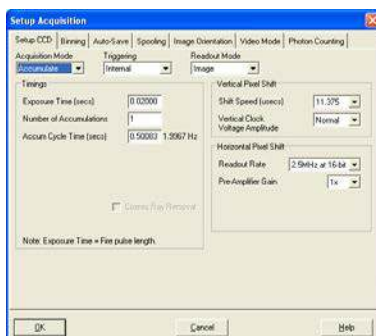 Setup Acquisition
Setup CCD Binning Auto-Save Spooling Image Orientation Video Mode Photon Counting
Acquisition Mode Triggering Readout Mode
Accumulate Internal Image
Timings
Exposure Time (secs) 0.02000
Number of Accumulations 1
Accum Cycle Time (secs) 0.50083 1.9967 Hz
Cosmic Ray Removal
Note: Exposure Time = Fire pulse length.
Vertical Pixel Shift
Shift Speed (usecs) 11.375
Vertical Clock
Voltage Amplitude Normal
Horizontal Pixel Shift
Readout Rate 2.5MHz at 16-bit
Pre-Amplifier Gain 1x
OK Cancel Help